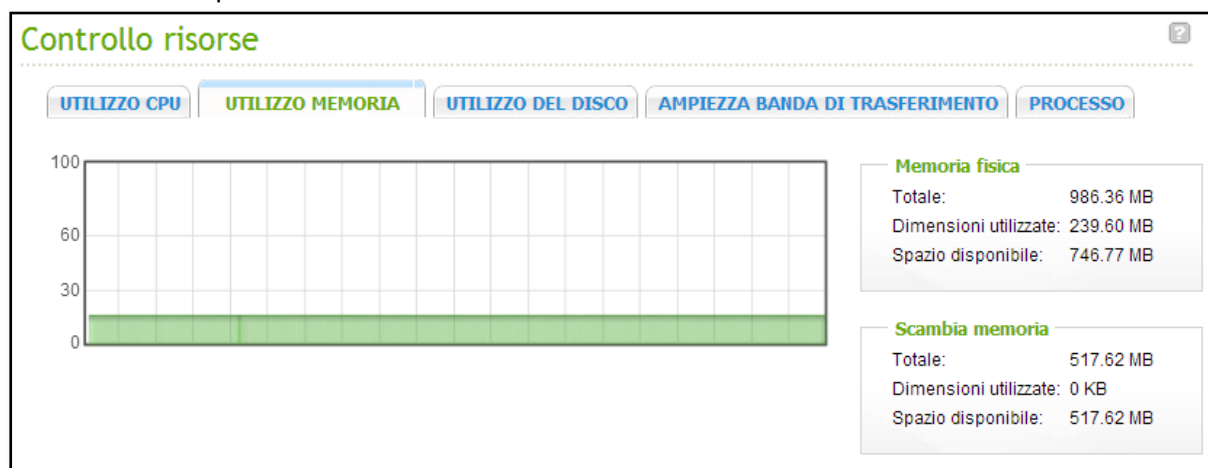 Controllo risorse
?
UTILIZZO CPU UTILIZZO MEMORIA UTILIZZO DEL DISCO AMPIEZZA BANDA DI TRASFERIMENTO PROCESSO
100
60
30
0
Memoria fisica
Totale: 986.36 MB
Dimensioni utilizzate: 239.60 MB
Spazio disponibile: 746.77 MB
Scambia memoria
Totale: 517.62 MB
Dimensioni utilizzate: 0 KB
Spazio disponibile: 517.62 MB